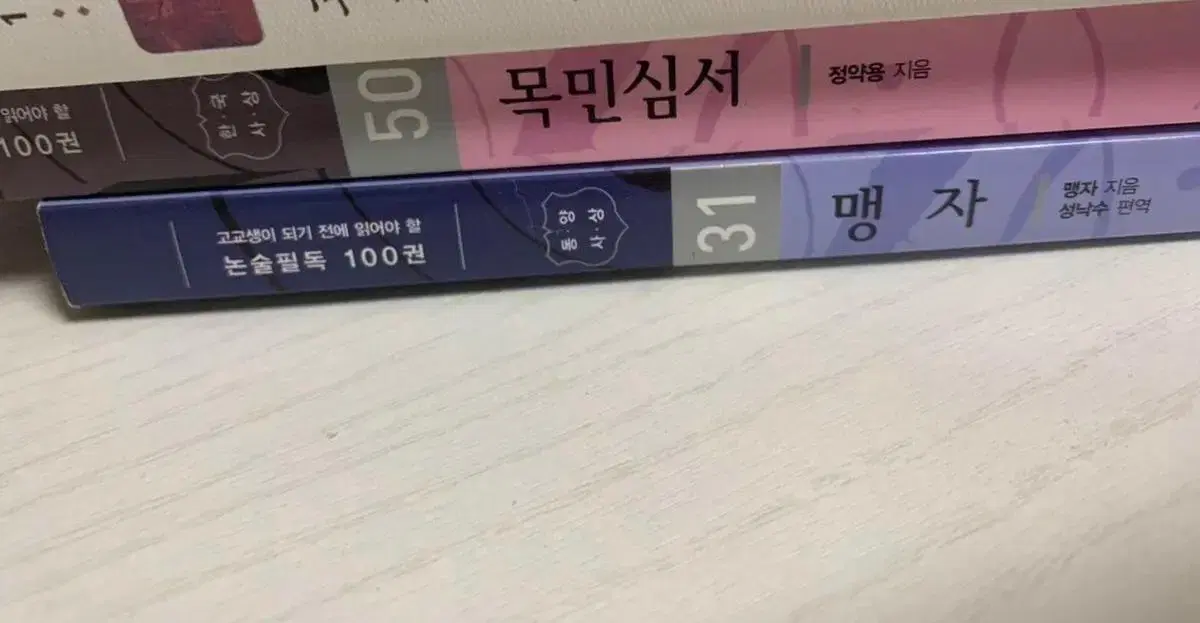 1
읽어야 할
100권
한·국
사·상
50
목민심서
정약용 지음
고교생이 되기 전에 읽어야 할
논술필독 100권
동·양
사·상
31
맹자
맹자 지음
성낙수 편역